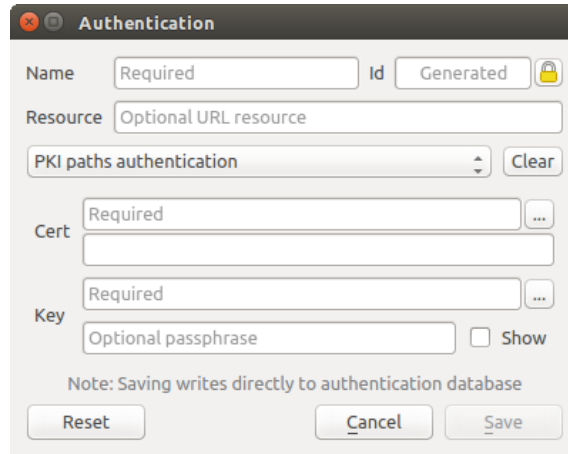 Authentication
Name Required Id Generated
Resource Optional URL resource
PKI paths authentication Clear
Cert Required ...
Key Required ...
Optional passphrase Show
Note: Saving writes directly to authentication database
Reset Cancel Save